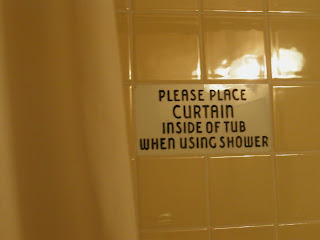 PLEASE PLACE
CURTAIN
INSIDE OF TUB
WHEN USING SHOWER